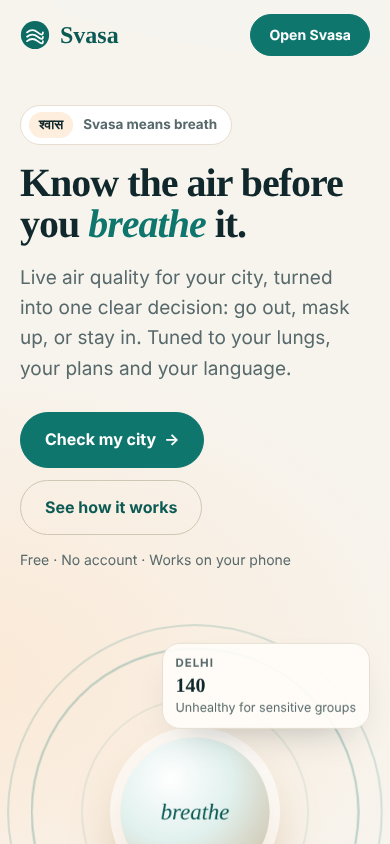 Svasa
Open Svasa
श्वास Svasa means breath
Know the air before
you breathe it.
Live air quality for your city, turned
into one clear decision: go out, mask
up, or stay in. Tuned to your lungs,
your plans and your language.
Check my city →
See how it works
Free · No account · Works on your phone
DELHI
140
Unhealthy for sensitive groups
breathe